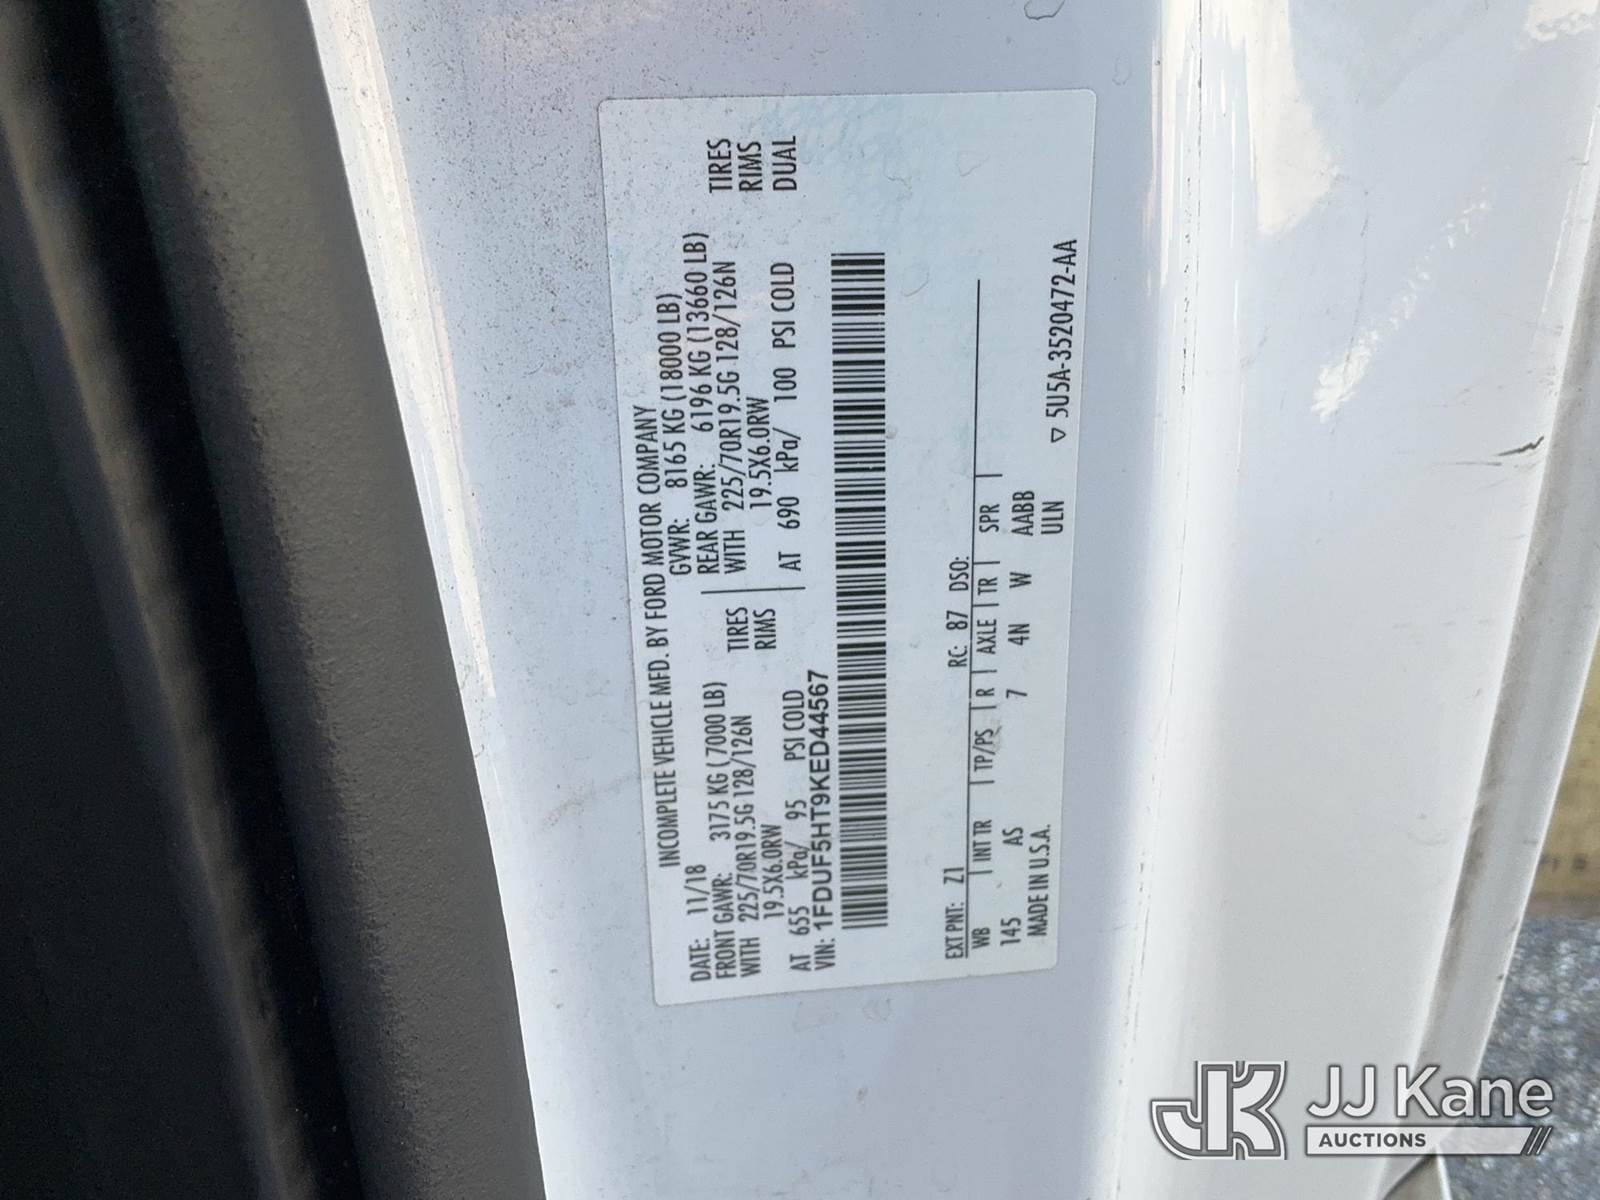 INCOMPLETE VEHICLE MFD. BY FORD MOTOR COMPANY
DATE: 11/18 GVWR: 8165 KG (18000 LB)
FRONT GAWR: 3175 KG (7000 LB) REAR GAWR: 6196 KG (13660 LB)
WITH 225/70R19.5G 128/126N TIRES WITH 225/70R19.5G 128/126N TIRES
19.5X6.0RW RIMS 19.5X6.0RW RIMS
AT 655 kPa/ 95 PSI COLD AT 690 kPa/ 100 PSI COLD DUAL
VIN: 1FDUF5HT9KED44567
EXT PNT: Z1 RC: 87 DSO:
WB | INT TR | TP/PS | R | AXLE | TR | SPR |
145 AS 7 4N W AABB
MADE IN U.S.A. ULN
▽ 5U5A-3520472-AA
JK JJ Kane
AUCTIONS